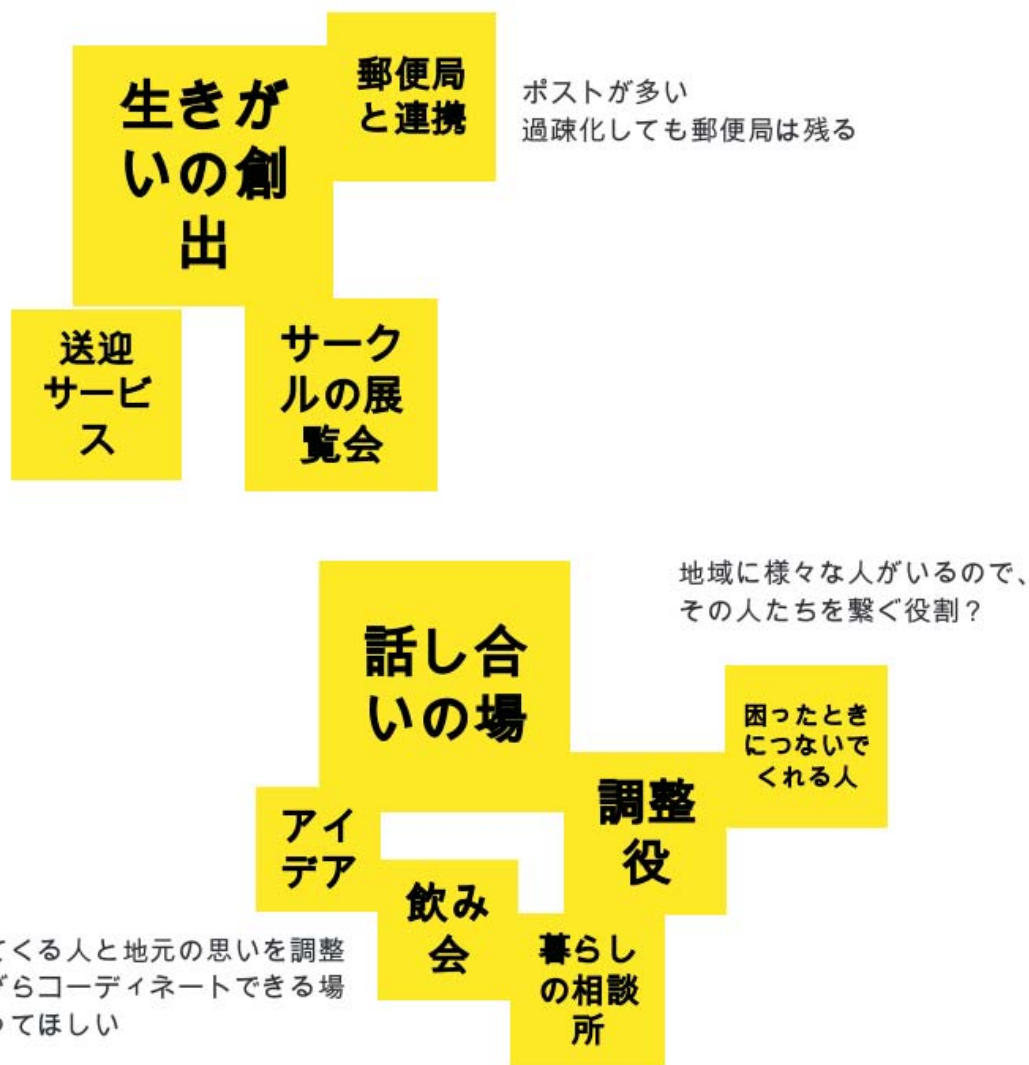 生きが
いの創
出
郵便局
と連携
ポストが多い
過疎化しても郵便局は残る
送迎
サービ
ス
サーク
ルの展
覧会
地域に様々な人がいるので、
その人たちを繋ぐ役割？
話し合
いの場
困ったとき
につないで
くれる人
調整
役
アイ
デア
飲み
会
暮らし
の相談
所
てくる人と地元の思いを調整
がらコーディネートできる場
ってほしい